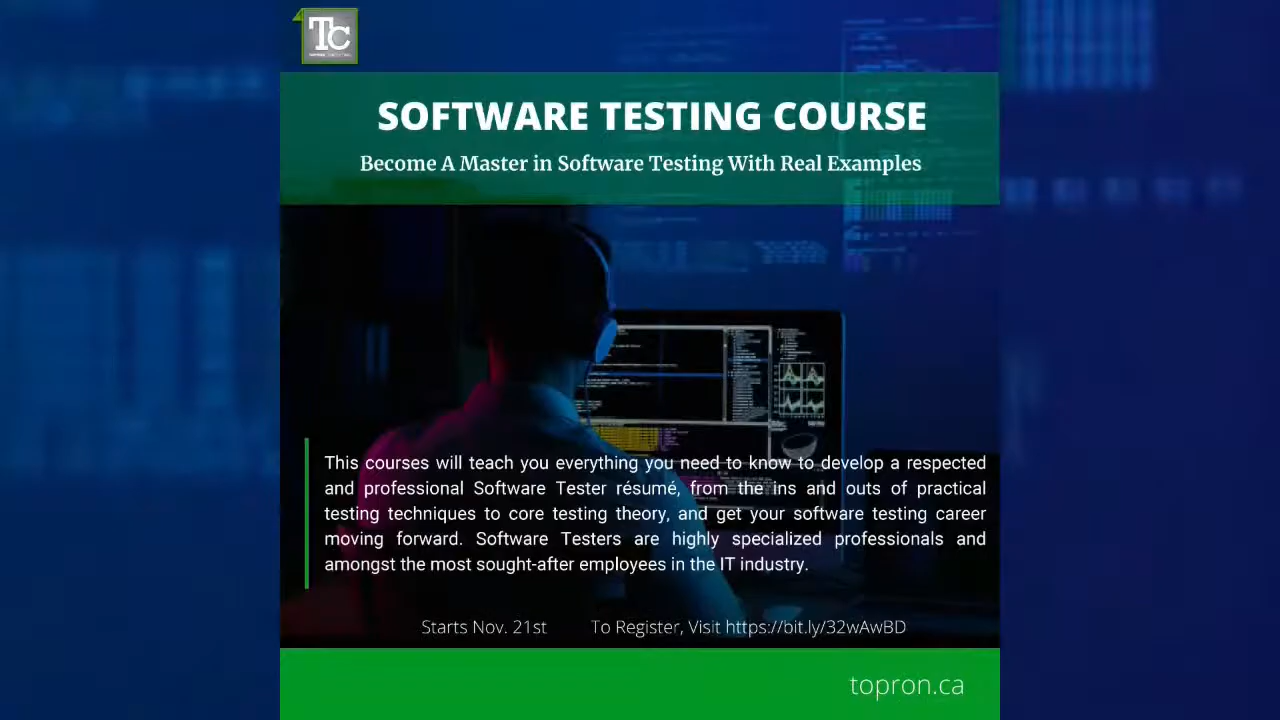 Tc
SOFTWARE TESTING COURSE
Become A Master in Software Testing With Real Examples
This courses will teach you everything you need to know to develop a respected
and professional Software Tester résumé, from the ins and outs of practical
testing techniques to core testing theory, and get your software testing career
moving forward. Software Testers are highly specialized professionals and
amongst the most sought-after employees in the IT industry.
Starts Nov. 21st To Register, Visit https://bit.ly/32wAwBD
topron.ca